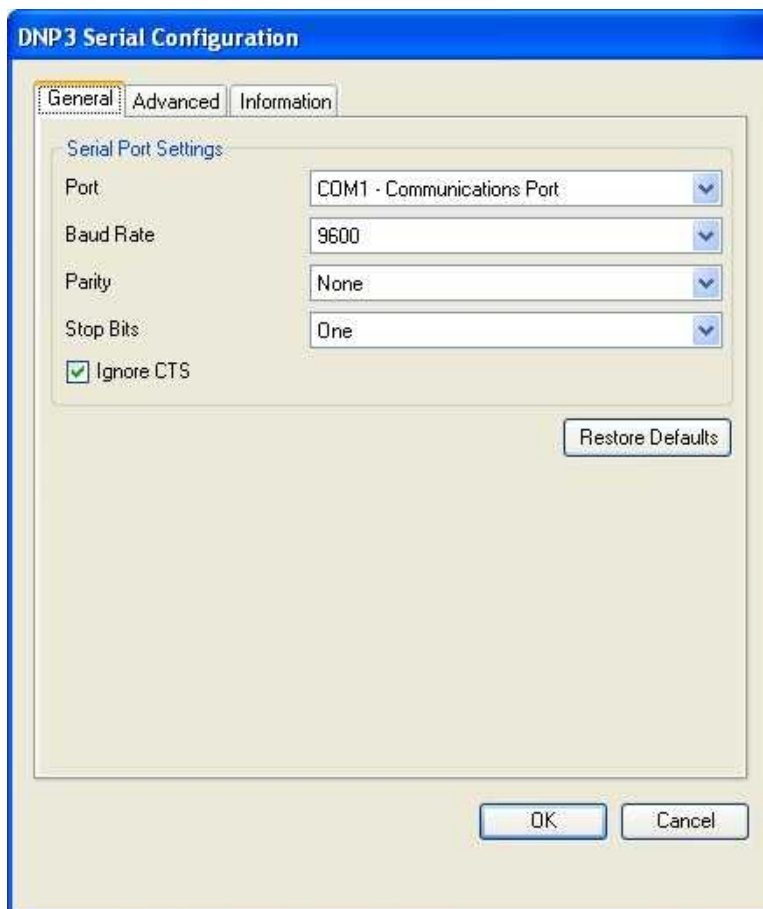 DNP3 Serial Configuration
General Advanced Information
Serial Port Settings
Port COM1 - Communications Port
Baud Rate 9600
Parity None
Stop Bits One
Ignore CTS
Restore Defaults
OK Cancel